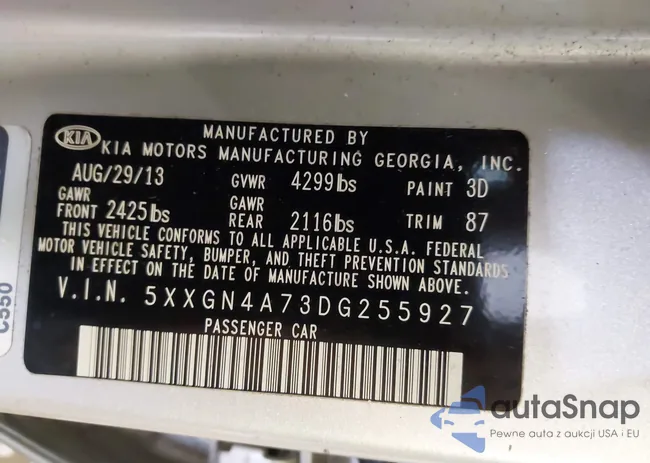 KIA
MANUFACTURED BY
KIA MOTORS MANUFACTURING GEORGIA, INC.
AUG/29/13 GVWR 4299lbs PAINT 3D
GAWR FRONT 2425lbs GAWR REAR 2116lbs TRIM 87
THIS VEHICLE CONFORMS TO ALL APPLICABLE U.S.A. FEDERAL
MOTOR VEHICLE SAFETY, BUMPER, AND THEFT PREVENTION STANDARDS
IN EFFECT ON THE DATE OF MANUFACTURE SHOWN ABOVE.
V.I.N. 5XXGN4A73DG255927
PASSENGER CAR
C550
autaSnap
Pewne auta z aukcji USA i EU